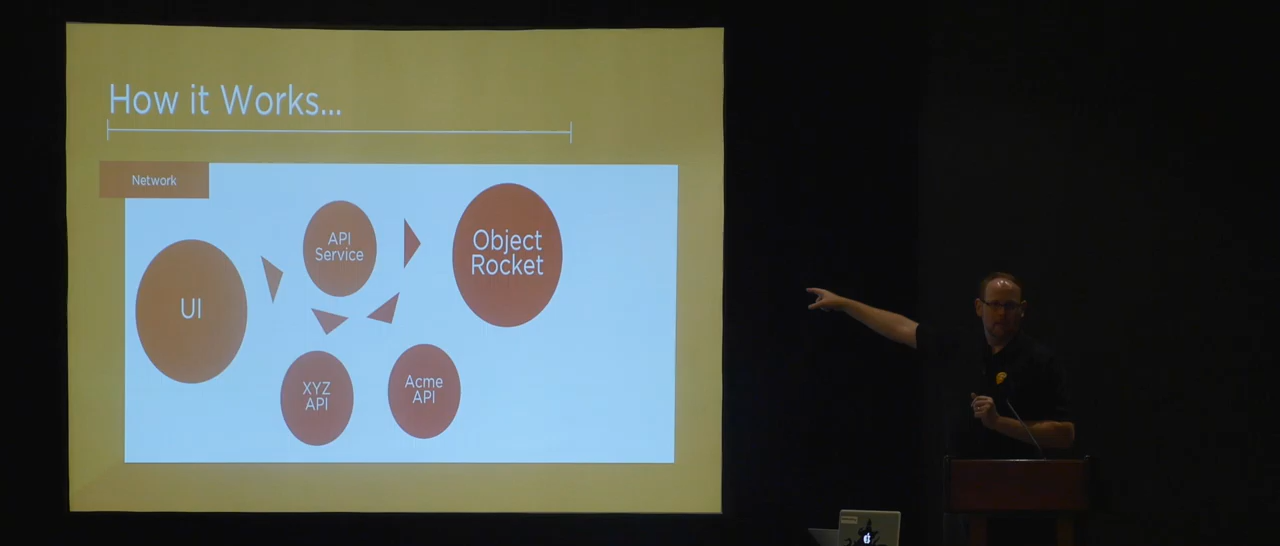 How it Works...
Network
API
Service
Object
Rocket
UI
XYZ
API
Acme
API